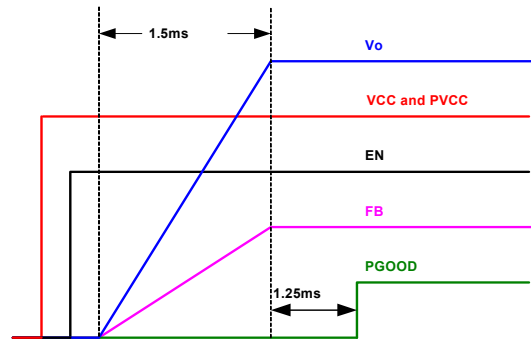 1.5ms
Vo
VCC and PVCC
EN
FB
PGOOD
1.25ms